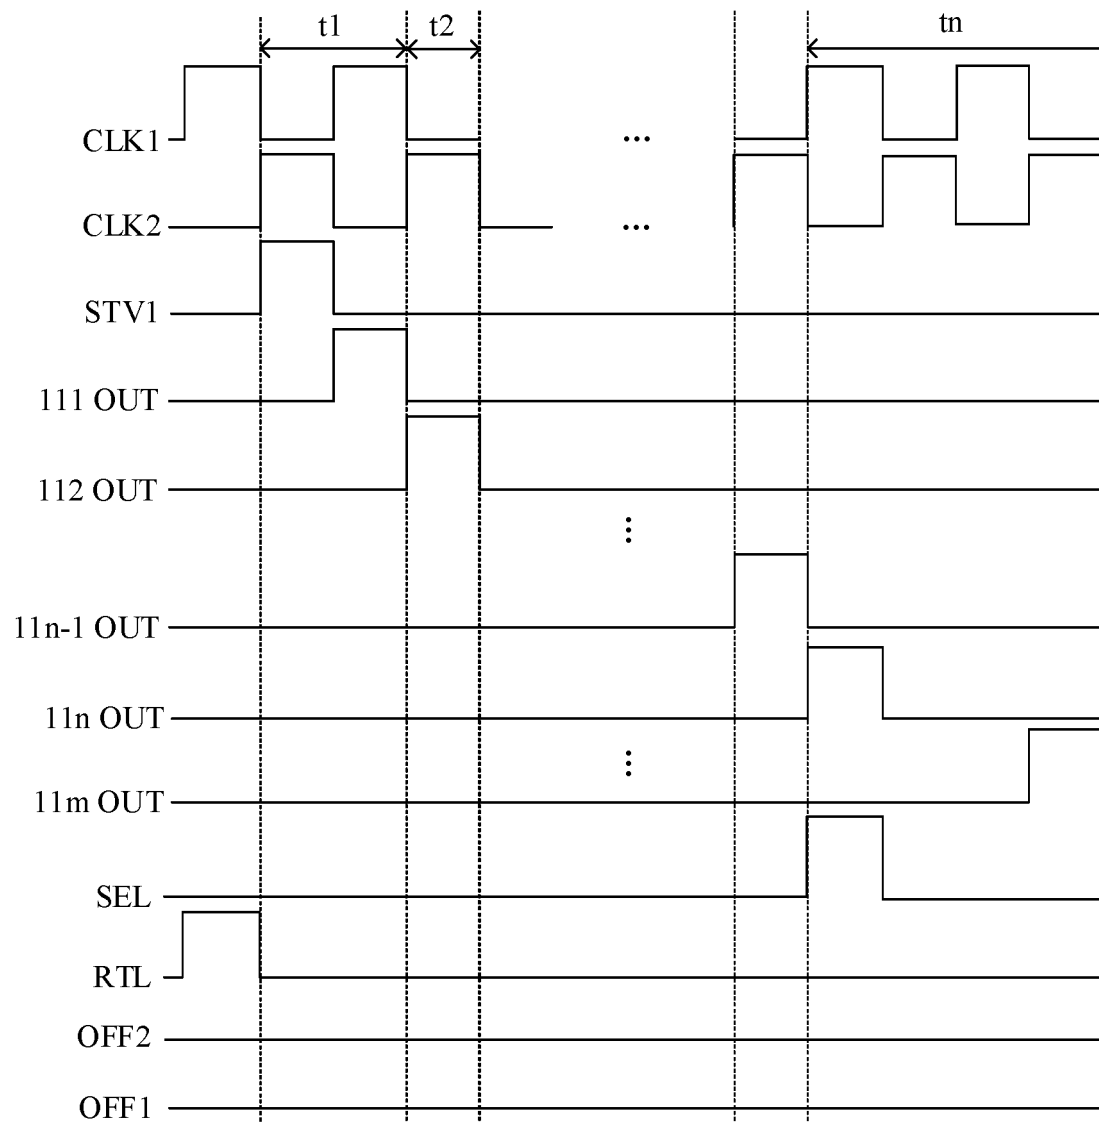 t1 t2 tn
CLK1 ...
CLK2 ...
STV1
111 OUT
112 OUT
11n-1 OUT
11n OUT
11m OUT
SEL
RTL
OFF2
OFF1